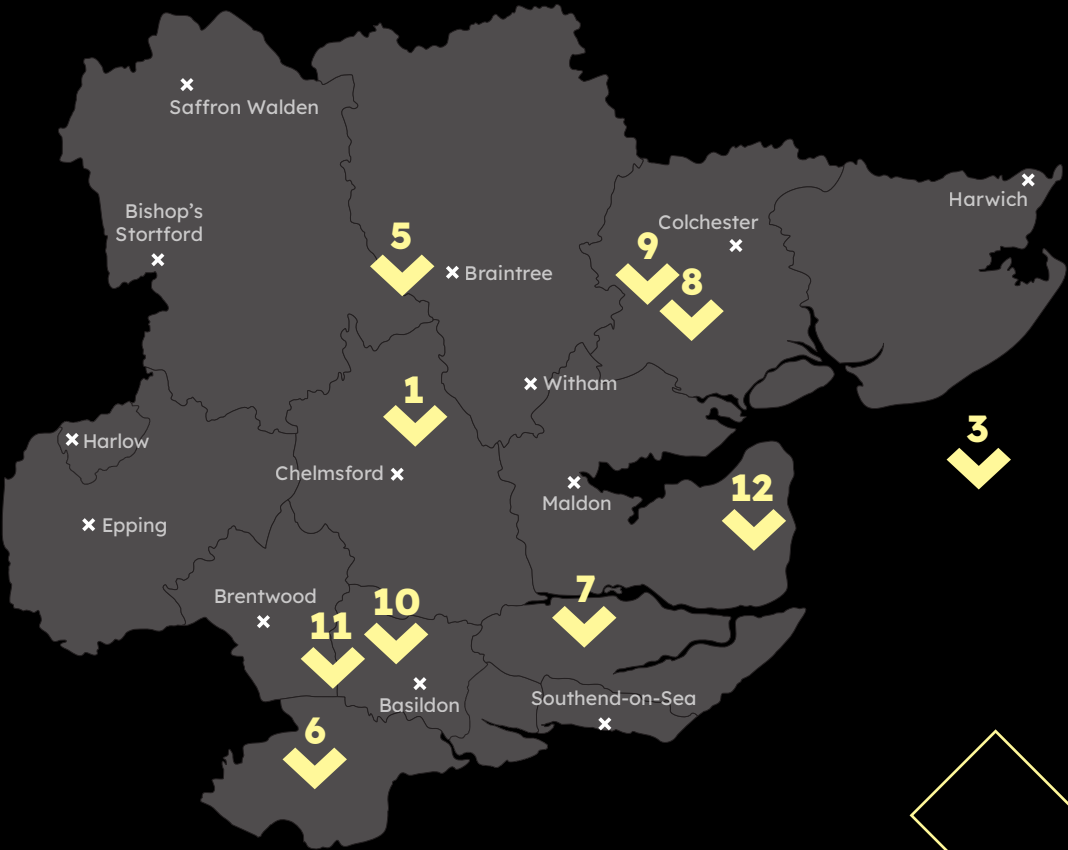 Saffron Walden
Harwich
Bishop’s
Stortford
Colchester
5
9
Braintree
8
Witham
1
3
Harlow
Chelmsford
12
Maldon
Epping
7
Brentwood
10
11
Southend-on-Sea
Basildon
6